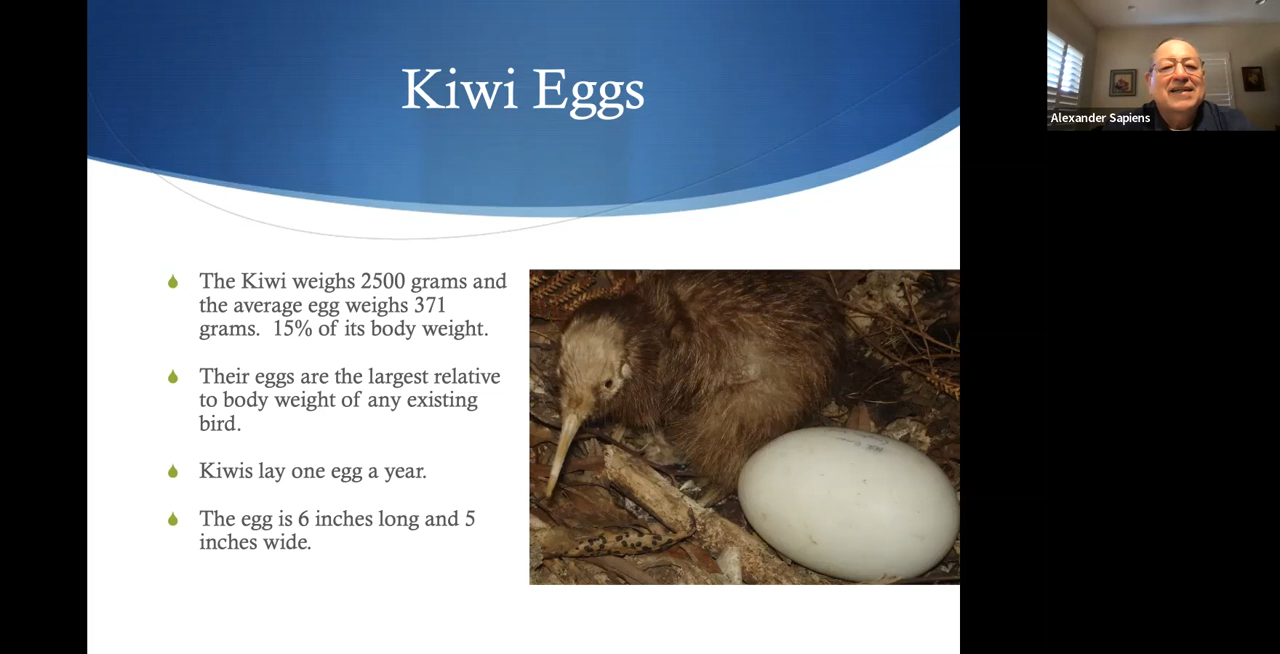 Kiwi Eggs
Alexander Sapiens
The Kiwi weighs 2500 grams and
the average egg weighs 371
grams.  15% of its body weight.
Their eggs are the largest relative
to body weight of any existing
bird.
Kiwis lay one egg a year.
The egg is 6 inches long and 5
inches wide.